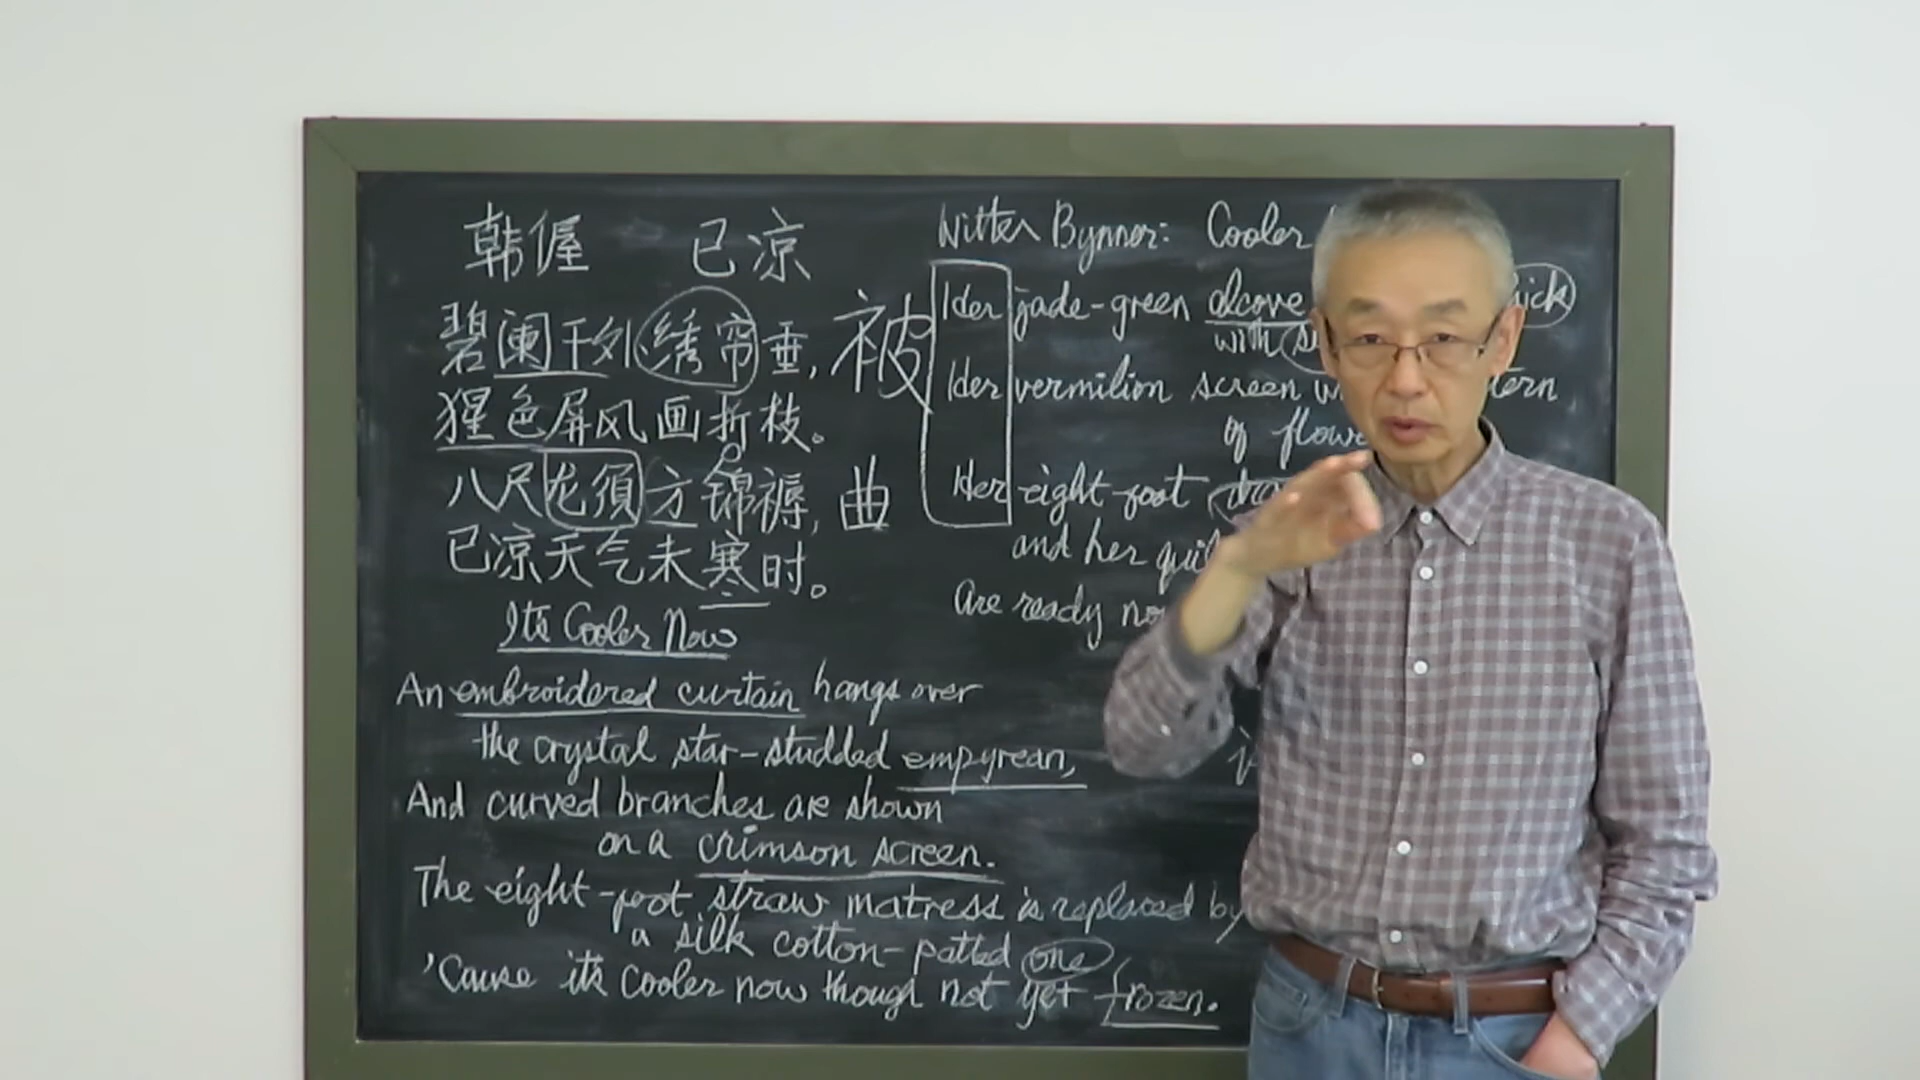 韩偓 已凉
碧阑干外绣帘垂,
猩色屏风画折枝。
八尺龙須方锦褥,
已凉天气未寒时。
被
曲
It's Cooler Now
An embroidered curtain hangs over
the crystal star-studded empyrean,
And curved branches are shown
on a crimson screen.
The eight-foot straw matress is replaced by
a silk cotton-patted one
'Cause it's cooler now though not yet frozen.
Witter Bynner: Cooler
Her jade-green alcove
with
Her vermilion screen
of
Her eight-foot
and her
Are ready